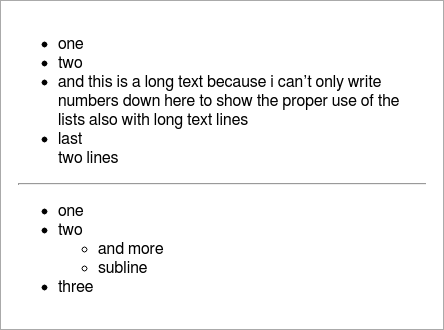 one
two
and this is a long text because i can't only write
numbers down here to show the proper use of the
lists also with long text lines
last
two lines
one
two
and more
subline
three